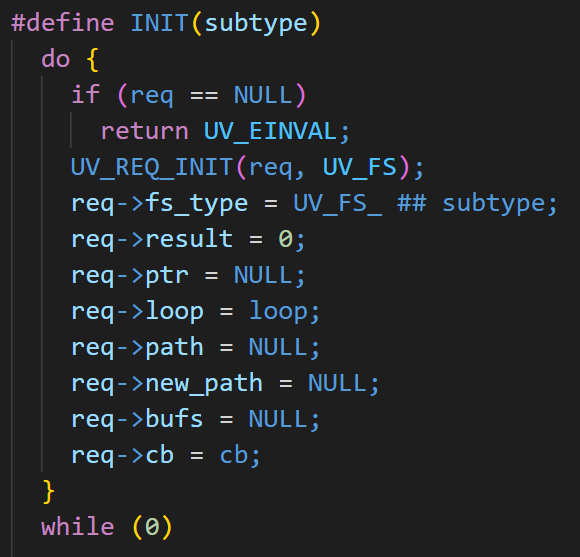 #define INIT(subtype)
  do {
    if (req == NULL)
      return UV_EINVAL;
    UV_REQ_INIT(req, UV_FS);
    req->fs_type = UV_FS_ ## subtype;
    req->result = 0;
    req->ptr = NULL;
    req->loop = loop;
    req->path = NULL;
    req->new_path = NULL;
    req->bufs = NULL;
    req->cb = cb;
  }
  while (0)